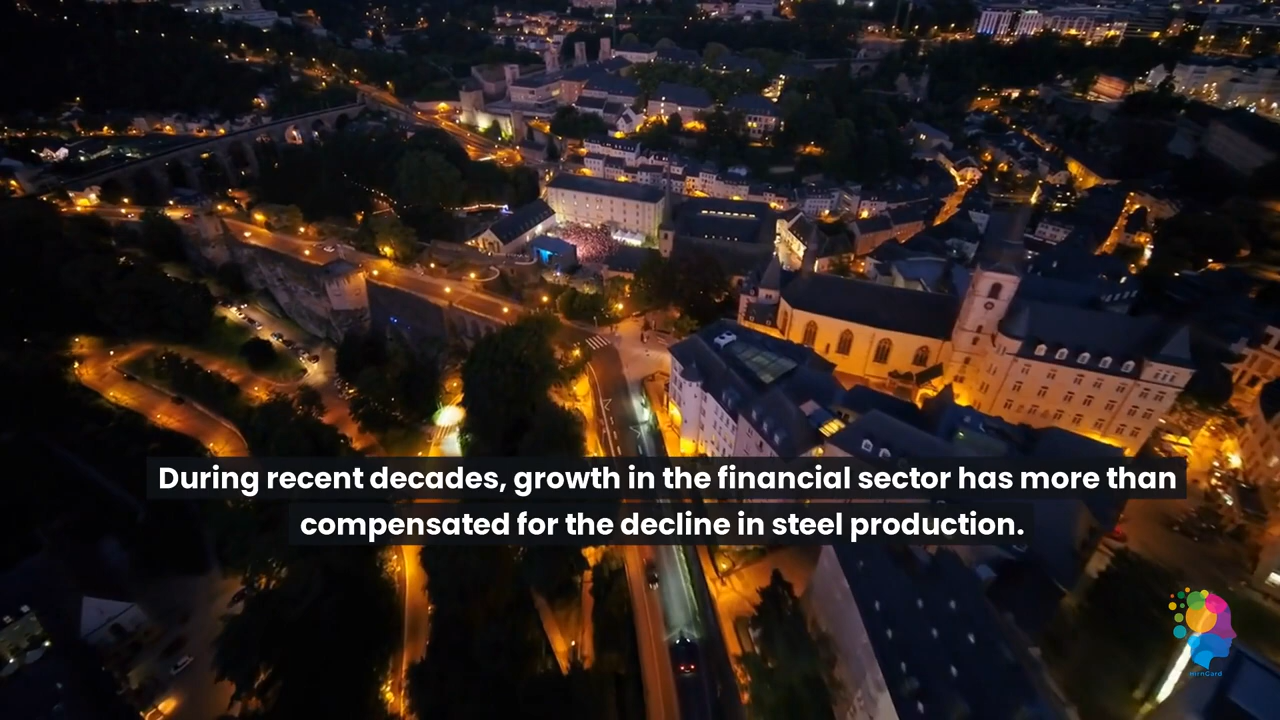 During recent decades, growth in the financial sector has more than
compensated for the decline in steel production.